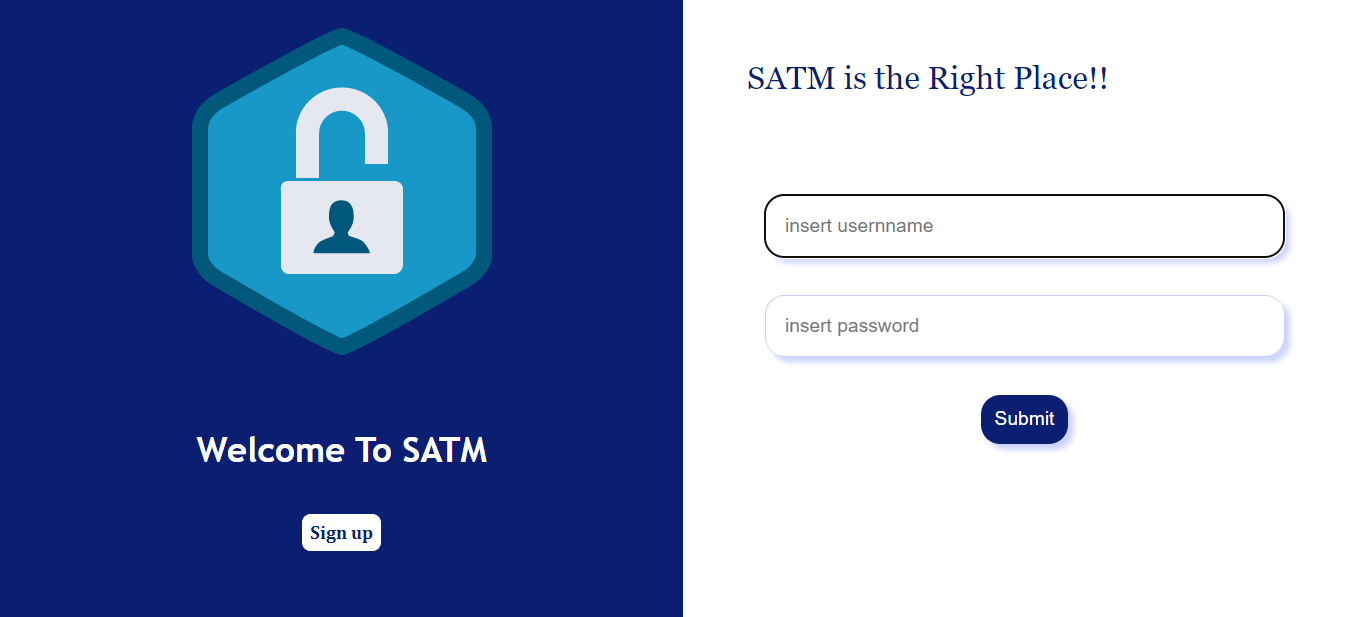 Welcome To SATM
Sign up
SATM is the Right Place!!
insert usernname
insert password
Submit